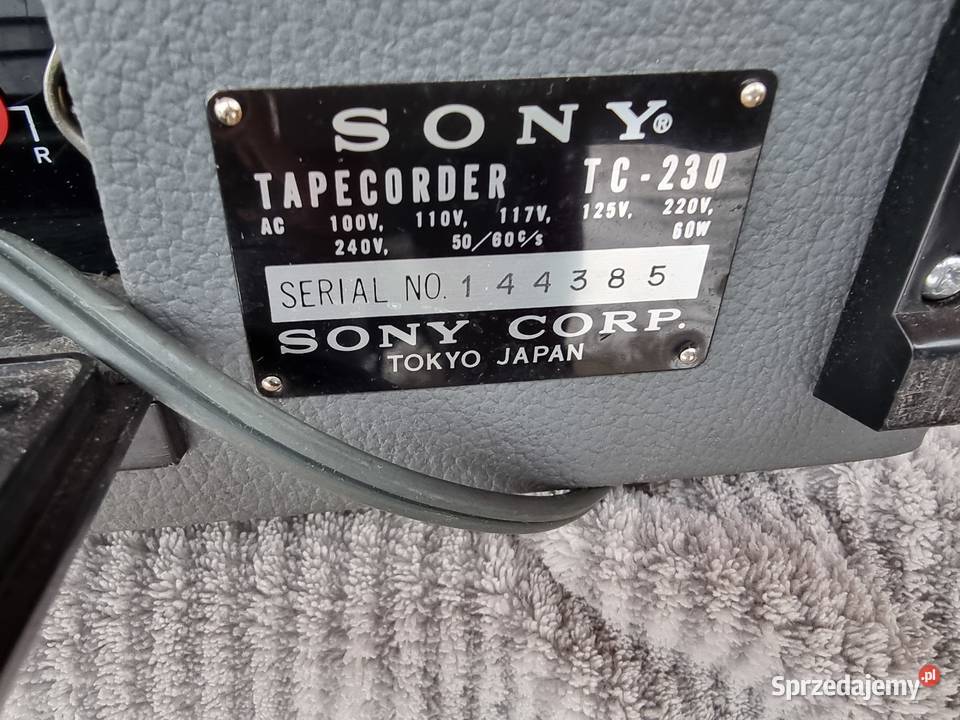 R
SONY®
TAPECORDER TC-230
AC 100V, 110V, 117V, 125V, 220V,
240V, 50/60c/s 60W
SERIAL NO. 144385
SONY CORP.
TOKYO JAPAN
Sprzedajemy.pl